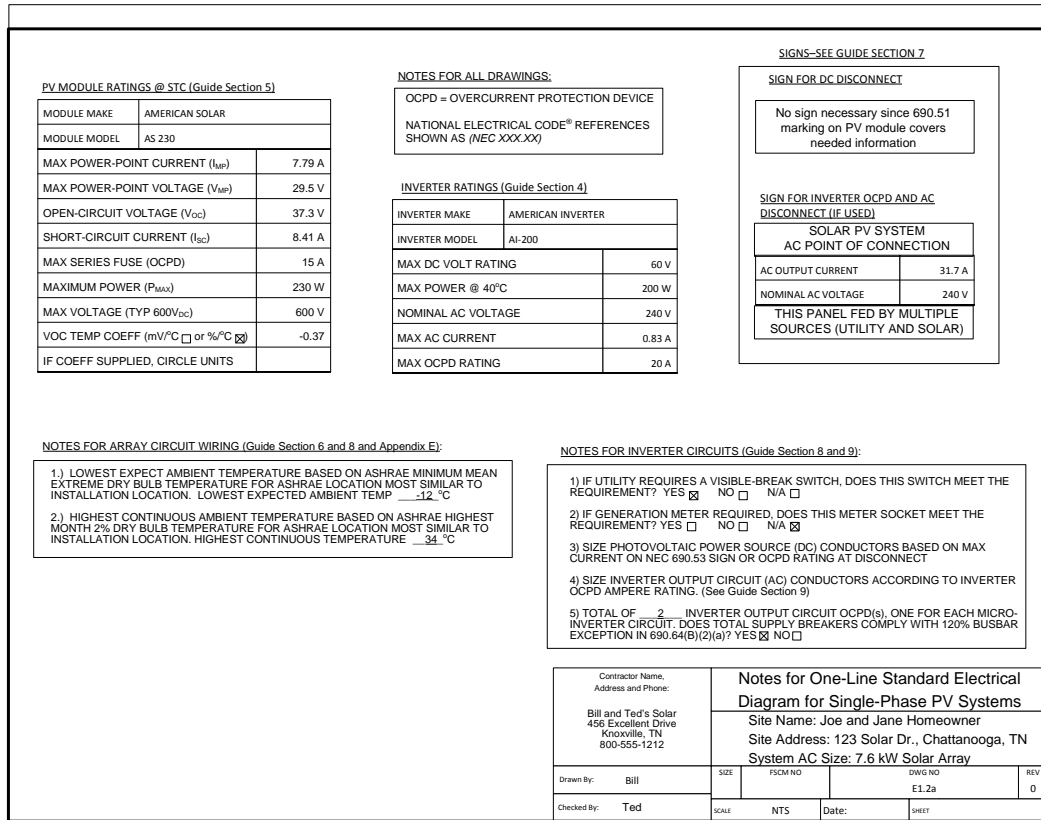 PV MODULE RATINGS @ STC (Guide Section 5)
MODULE MAKE AMERICAN SOLAR
MODULE MODEL AS 230
MAX POWER-POINT CURRENT (IMP) 7.79 A
MAX POWER-POINT VOLTAGE (VMP) 29.5 V
OPEN-CIRCUIT VOLTAGE (VOC) 37.3 V
SHORT-CIRCUIT CURRENT (ISC) 8.41 A
MAX SERIES FUSE (OCPD) 15 A
MAXIMUM POWER (PMAX) 230 W
MAX VOLTAGE (TYP 600VDC) 600 V
VOC TEMP COEFF (mV/°C ☐ or %/°C ☒) -0.37
IF COEFF SUPPLIED, CIRCLE UNITS
NOTES FOR ALL DRAWINGS:
OCPD = OVERCURRENT PROTECTION DEVICE
NATIONAL ELECTRICAL CODE® REFERENCES
SHOWN AS (NEC XXX.XX)
INVERTER RATINGS (Guide Section 4)
INVERTER MAKE AMERICAN INVERTER
INVERTER MODEL AI-200
MAX DC VOLT RATING 60 V
MAX POWER @ 40°C 200 W
NOMINAL AC VOLTAGE 240 V
MAX AC CURRENT 0.83 A
MAX OCPD RATING 20 A
SIGNS–SEE GUIDE SECTION 7
SIGN FOR DC DISCONNECT
No sign necessary since 690.51
marking on PV module covers
needed information
SIGN FOR INVERTER OCPD AND AC
DISCONNECT (IF USED)
SOLAR PV SYSTEM
AC POINT OF CONNECTION
AC OUTPUT CURRENT 31.7 A
NOMINAL AC VOLTAGE 240 V
THIS PANEL FED BY MULTIPLE
SOURCES (UTILITY AND SOLAR)
NOTES FOR ARRAY CIRCUIT WIRING (Guide Section 6 and 8 and Appendix E):
1.) LOWEST EXPECT AMBIENT TEMPERATURE BASED ON ASHRAE MINIMUM MEAN
EXTREME DRY BULB TEMPERATURE FOR ASHRAE LOCATION MOST SIMILAR TO
INSTALLATION LOCATION. LOWEST EXPECTED AMBIENT TEMP ___-12_°C
2.) HIGHEST CONTINUOUS AMBIENT TEMPERATURE BASED ON ASHRAE HIGHEST
MONTH 2% DRY BULB TEMPERATURE FOR ASHRAE LOCATION MOST SIMILAR TO
INSTALLATION LOCATION. HIGHEST CONTINUOUS TEMPERATURE __34_°C
NOTES FOR INVERTER CIRCUITS (Guide Section 8 and 9):
1) IF UTILITY REQUIRES A VISIBLE-BREAK SWITCH, DOES THIS SWITCH MEET THE
REQUIREMENT? YES ☒ NO ☐ N/A ☐
2) IF GENERATION METER REQUIRED, DOES THIS METER SOCKET MEET THE
REQUIREMENT? YES ☐ NO ☐ N/A ☒
3) SIZE PHOTOVOLTAIC POWER SOURCE (DC) CONDUCTORS BASED ON MAX
CURRENT ON NEC 690.53 SIGN OR OCPD RATING AT DISCONNECT
4) SIZE INVERTER OUTPUT CIRCUIT (AC) CONDUCTORS ACCORDING TO INVERTER
OCPD AMPERE RATING. (See Guide Section 9)
5) TOTAL OF ___2___ INVERTER OUTPUT CIRCUIT OCPD(s), ONE FOR EACH MICRO-
INVERTER CIRCUIT. DOES TOTAL SUPPLY BREAKERS COMPLY WITH 120% BUSBAR
EXCEPTION IN 690.64(B)(2)(a)? YES ☒ NO ☐
Contractor Name,
Address and Phone:
Bill and Ted's Solar
456 Excellent Drive
Knoxville, TN
800-555-1212
Notes for One-Line Standard Electrical
Diagram for Single-Phase PV Systems
Site Name: Joe and Jane Homeowner
Site Address: 123 Solar Dr., Chattanooga, TN
System AC Size: 7.6 kW Solar Array
Drawn By: Bill
Checked By: Ted
SIZE FSCM NO DWG NO REV
E1.2a 0
SCALE NTS Date: SHEET